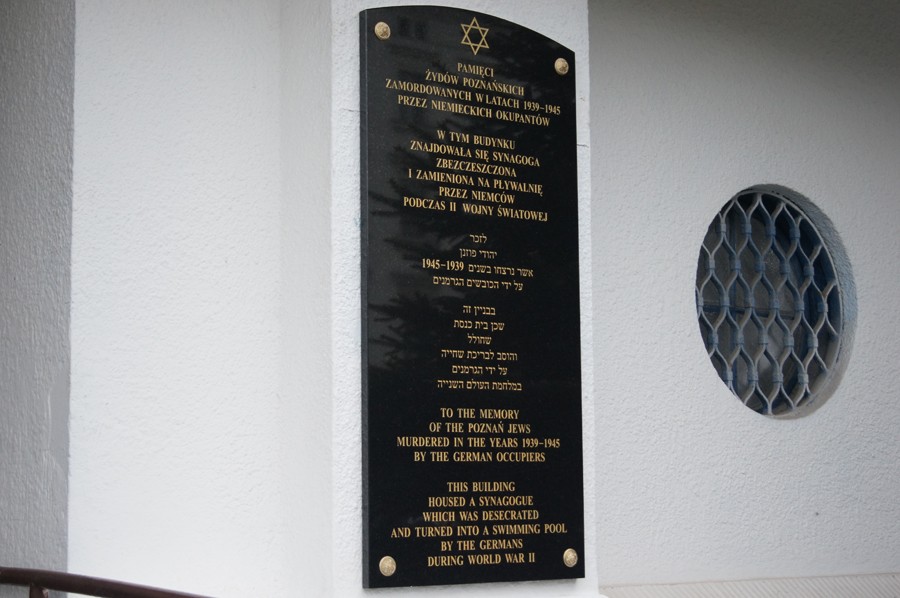 PAMIĘCI
ŻYDÓW POZNAŃSKICH
ZAMORDOWANYCH W LATACH 1939–1945
PRZEZ NIEMIECKICH OKUPANTÓW
W TYM BUDYNKU
ZNAJDOWALA SIĘ SYNAGOGA
ZBEZCZESZCZONA
I ZAMIENIONA NA PŁYWALNIĘ
PRZEZ NIEMCÓW
PODCZAS II WOJNY ŚWIATOWEJ
לזכר
יהודי פוזנן
אשר נרצחו בשנים 1939–1945
על ידי הכובשים הגרמנים
בבניין זה
שכן בית כנסת
שחולל
והוסב לבריכת שחייה
על ידי הגרמנים
במלחמת העולם השנייה
TO THE MEMORY
OF THE POZNAŃ JEWS
MURDERED IN THE YEARS 1939–1945
BY THE GERMAN OCCUPIERS
THIS BUILDING
HOUSED A SYNAGOGUE
WHICH WAS DESECRATED
AND TURNED INTO A SWIMMING POOL
BY THE GERMANS
DURING WORLD WAR II